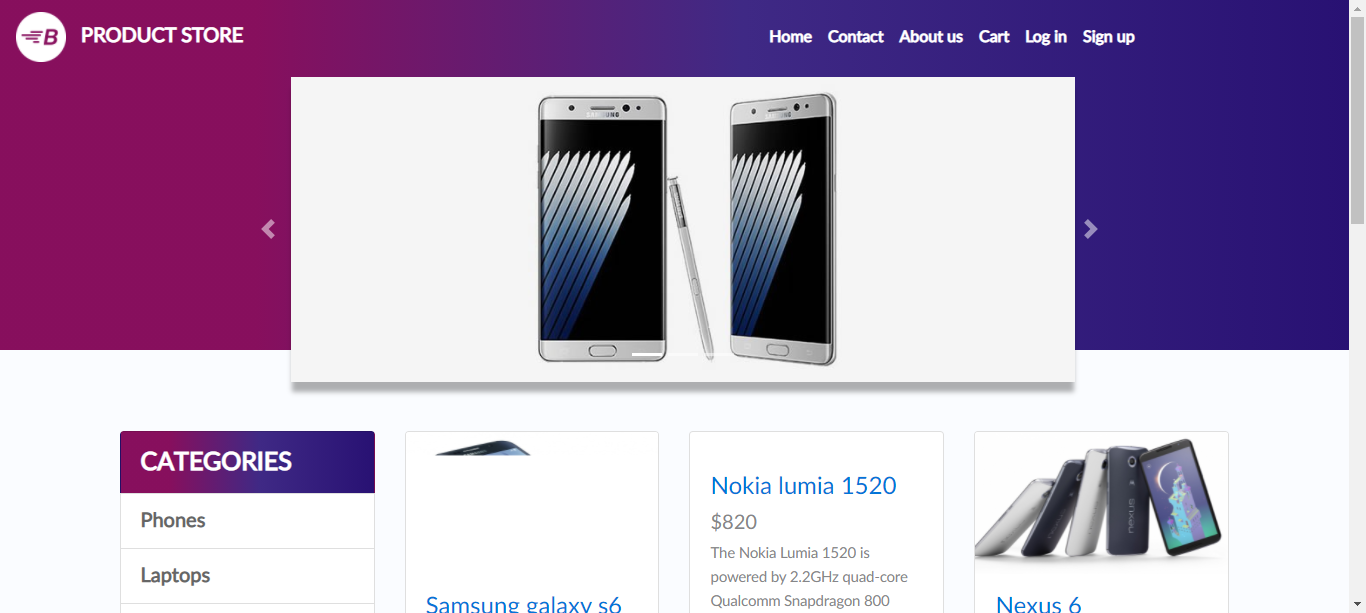 B PRODUCT STORE
Home Contact About us Cart Log in Sign up
SAMSUNG SAMSUNG
CATEGORIES
Phones
Laptops
Samsung galaxy s6
Nokia lumia 1520
$820
The Nokia Lumia 1520 is
powered by 2.2GHz quad-core
Qualcomm Snapdragon 800
nexus
Nexus 6